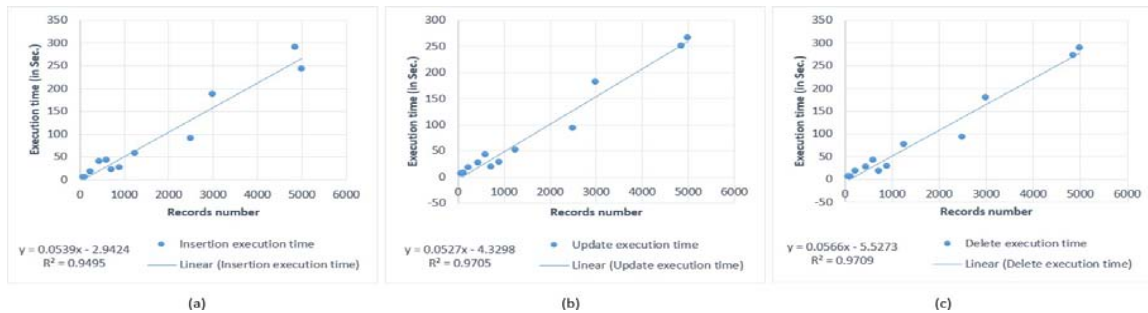 350
300
250
200
150
100
50
0
Execution time (in Sec.)
0 1000 2000 3000 4000 5000 6000
Records number
y = 0.0539x - 2.9424
R² = 0.9495
Insertion execution time
Linear (Insertion execution time)
(a)
300
250
200
150
100
50
0
-50
Execution time (in Sec.)
0 1000 2000 3000 4000 5000 6000
Records number
y = 0.0527x - 4.3298
R² = 0.9705
Update execution time
Linear (Update execution time)
(b)
350
300
250
200
150
100
50
0
-50
Execution time (in Sec.)
0 1000 2000 3000 4000 5000 6000
Records number
y = 0.0566x - 5.5273
R² = 0.9709
Delete execution time
Linear (Delete execution time)
(c)